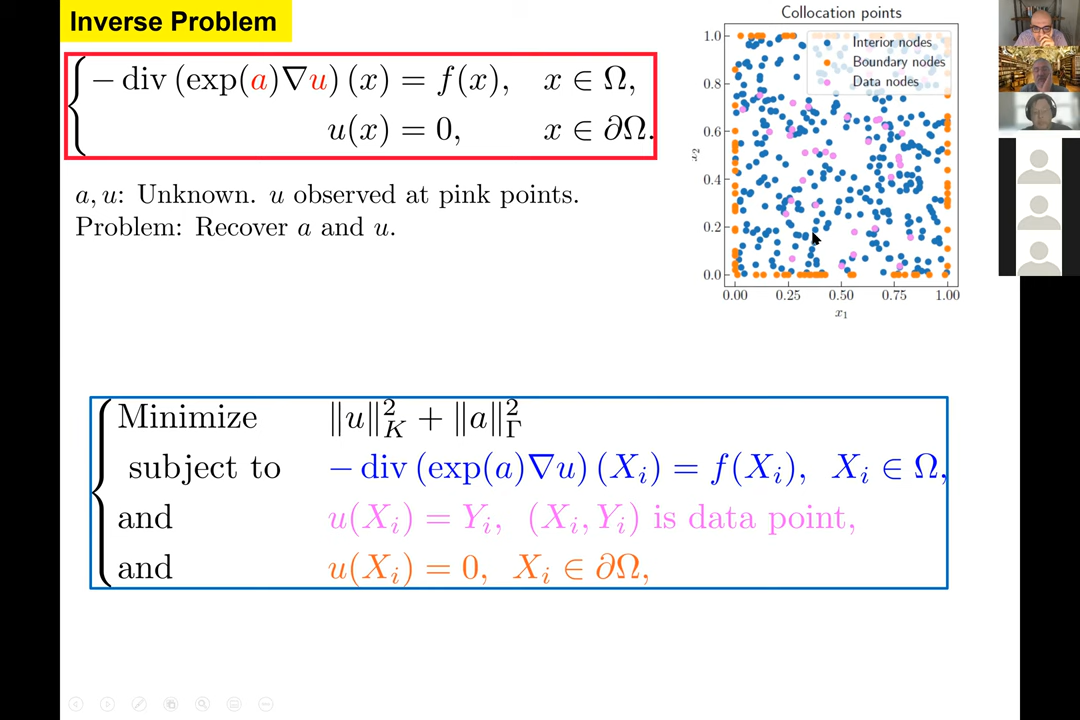 Inverse Problem
− div (exp(a)∇u) (x) = f(x), x ∈ Ω,
u(x) = 0, x ∈ ∂Ω.
a, u: Unknown. u observed at pink points.
Problem: Recover a and u.
Collocation points
Interior nodes
Boundary nodes
Data nodes
1.0
0.8
0.6
0.4
0.2
0.0
x₂
0.00 0.25 0.50 0.75 1.00
x₁
Minimize ‖u‖²_K + ‖a‖²_Γ
subject to − div (exp(a)∇u) (X_i) = f(X_i), X_i ∈ Ω,
and u(X_i) = Y_i, (X_i, Y_i) is data point,
and u(X_i) = 0, X_i ∈ ∂Ω,